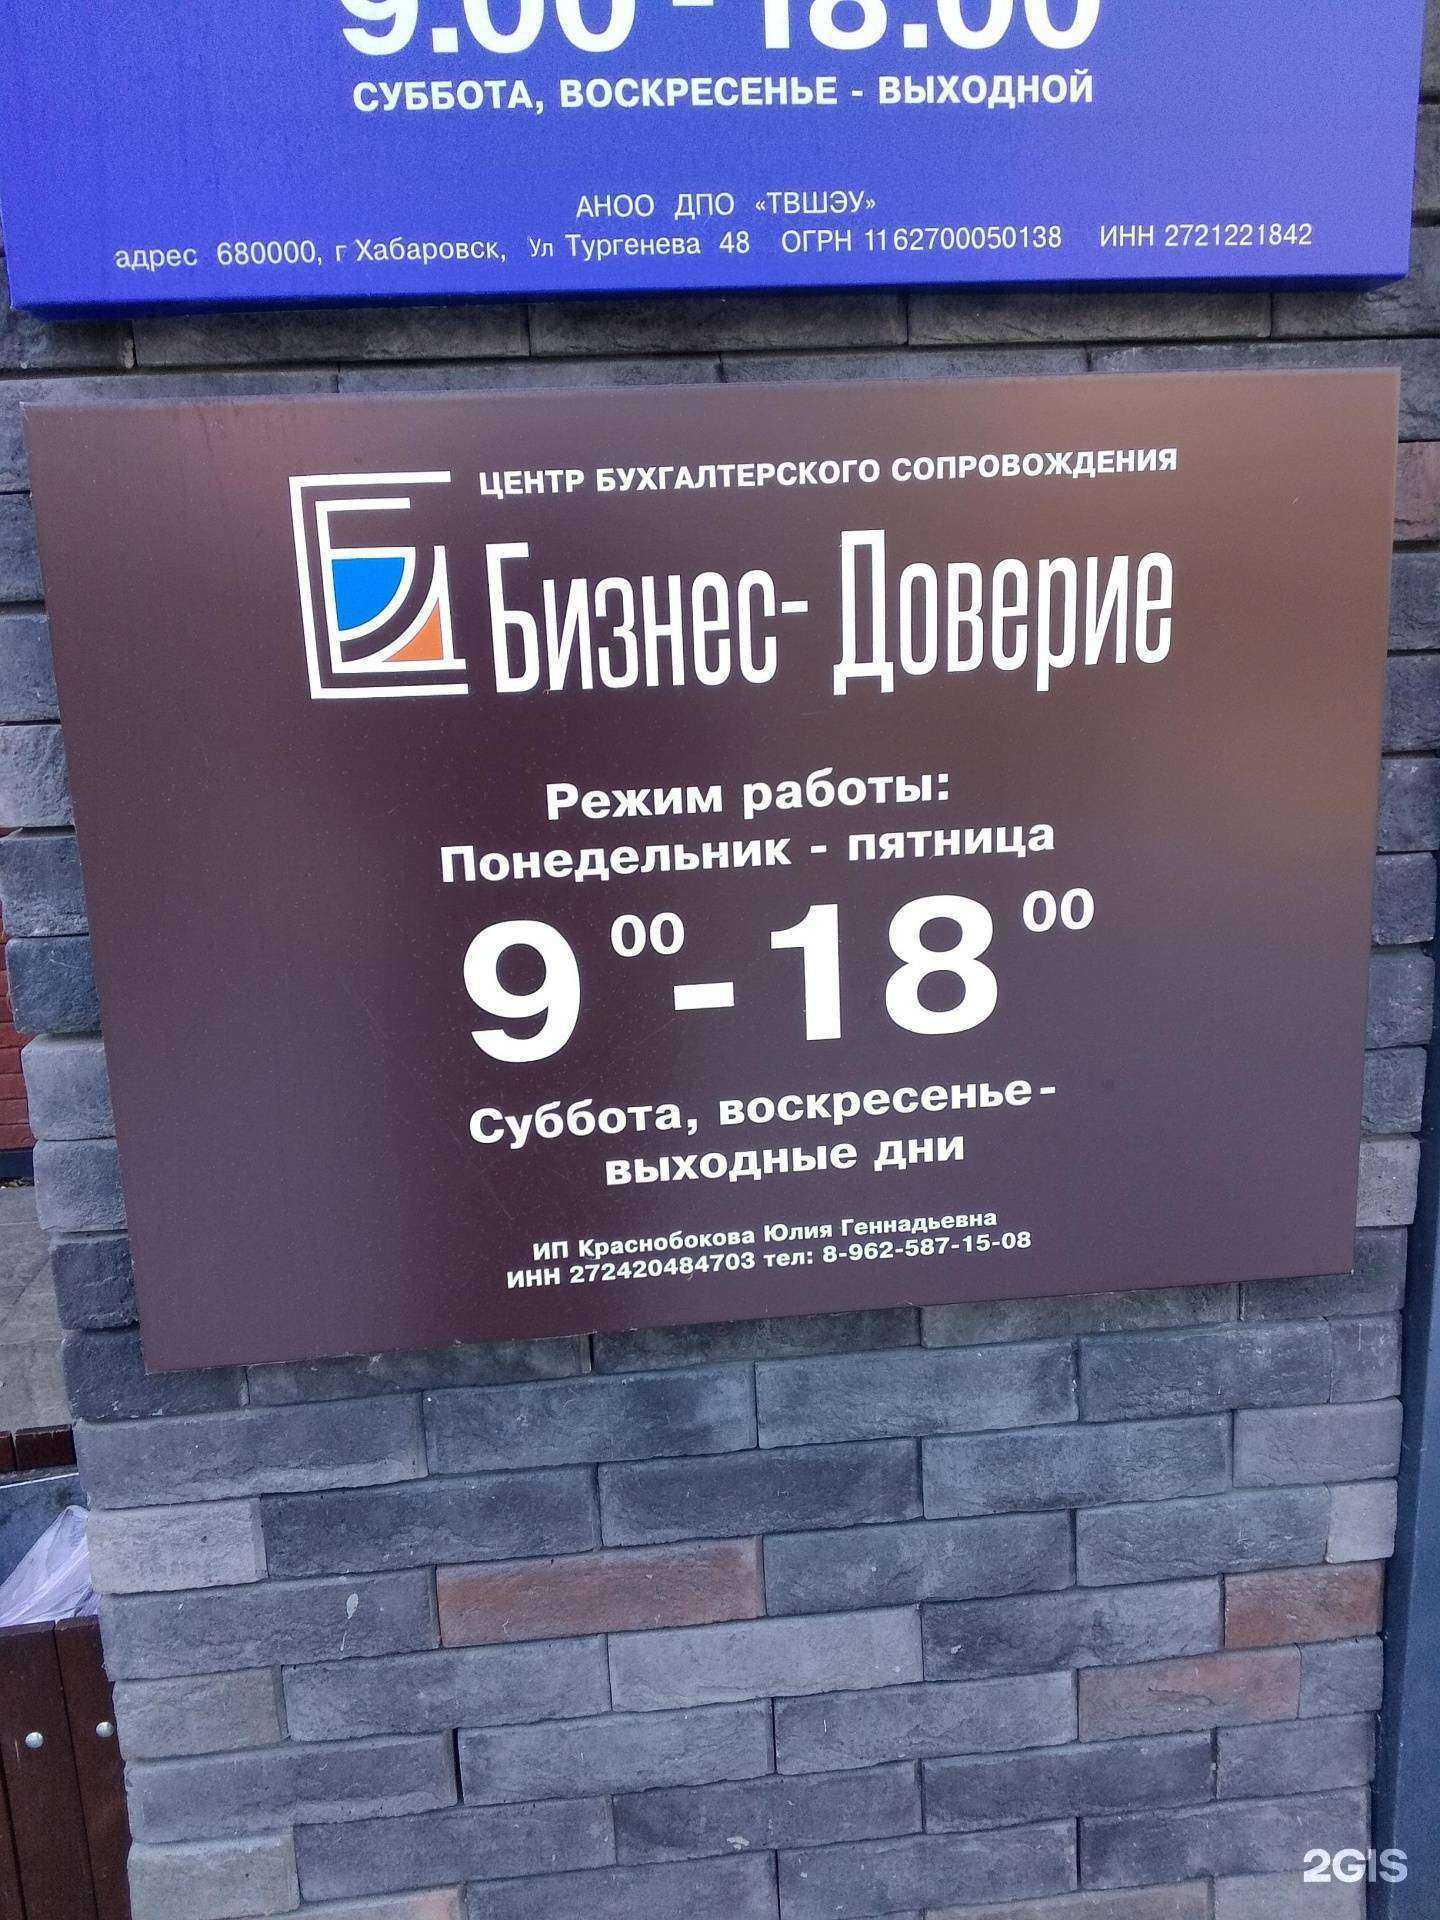 9.00 - 18.00
СУББОТА, ВОСКРЕСЕНЬЕ - ВЫХОДНОЙ
АНОО ДПО «ТВШЭУ»
адрес 680000, г Хабаровск, Ул Тургенева 48 ОГРН 1162700050138 ИНН 2721221842
ЦЕНТР БУХГАЛТЕРСКОГО СОПРОВОЖДЕНИЯ
Бизнес-Доверие
Режим работы:
Понедельник - пятница
9 00 - 18 00
Суббота, воскресенье -
выходные дни
ИП Краснобокова Юлия Геннадьевна
ИНН 272420484703 тел: 8-962-587-15-08
2GIS